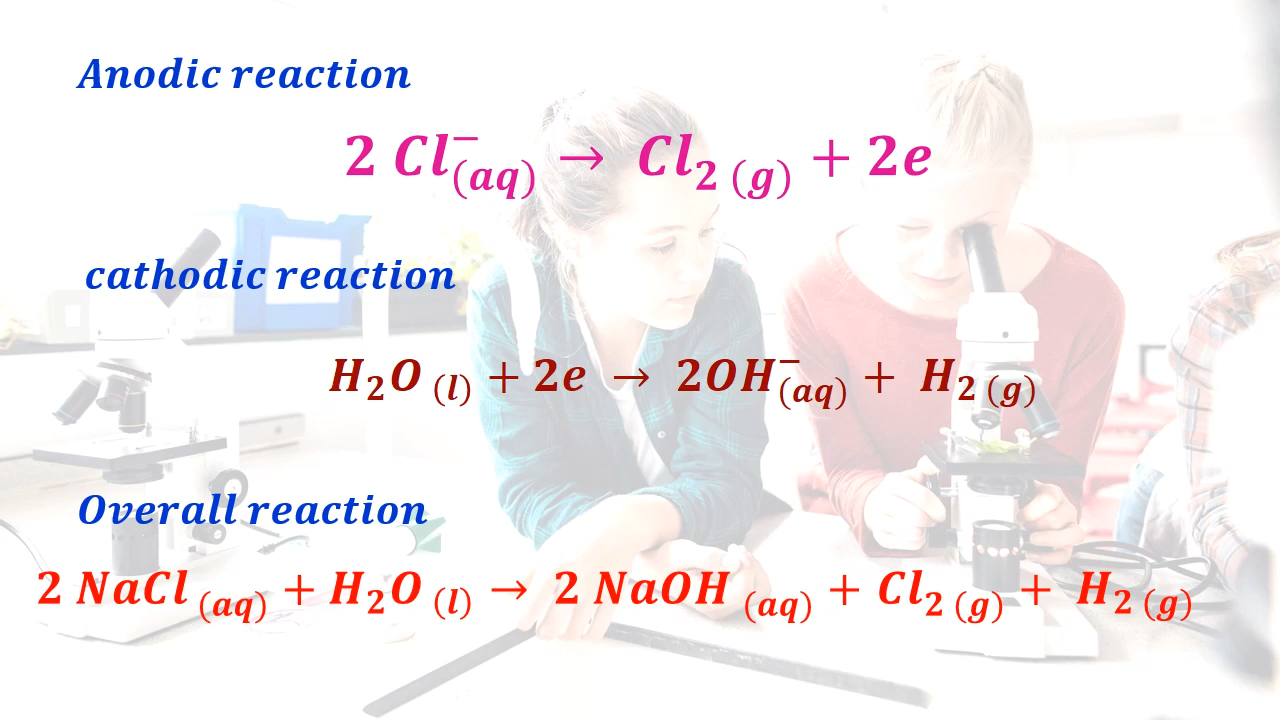 Anodic reaction
2 Cl⁻(aq) → Cl₂ (g) + 2e
cathodic reaction
H₂O (l) + 2e → 2OH⁻(aq) + H₂ (g)
Overall reaction
2 NaCl (aq) + H₂O (l) → 2 NaOH (aq) + Cl₂ (g) + H₂ (g)